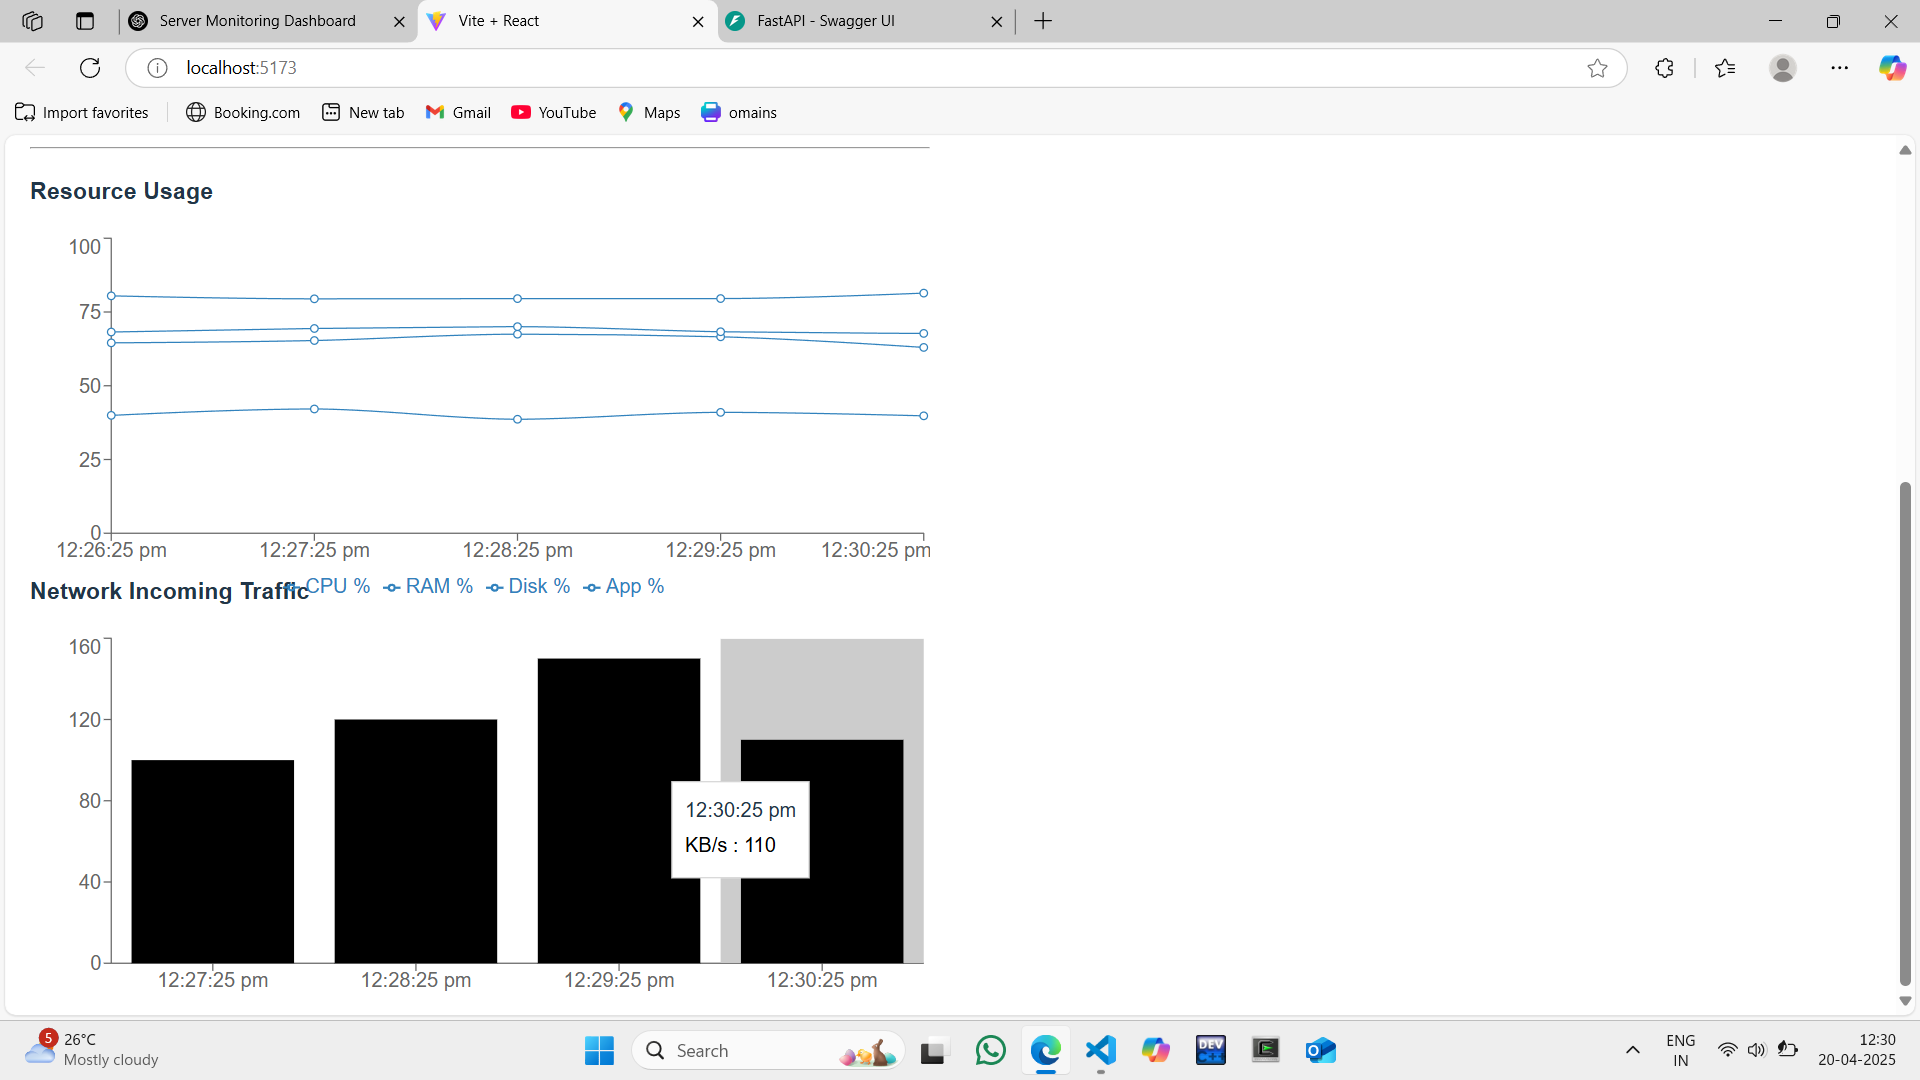 Server Monitoring Dashboard
Vite + React
FastAPI - Swagger UI
localhost:5173
Import favorites
Booking.com
New tab
Gmail
YouTube
Maps
omains
Resource Usage
100
75
50
25
0
12:26:25 pm 12:27:25 pm 12:28:25 pm 12:29:25 pm 12:30:25 pm
CPU % RAM % Disk % App %
Network Incoming Traffic
160
120
80
40
0
12:30:25 pm
KB/s : 110
12:27:25 pm 12:28:25 pm 12:29:25 pm 12:30:25 pm
5
26°C
Mostly cloudy
Search
DEV
C++
ENG
IN
12:30
20-04-2025